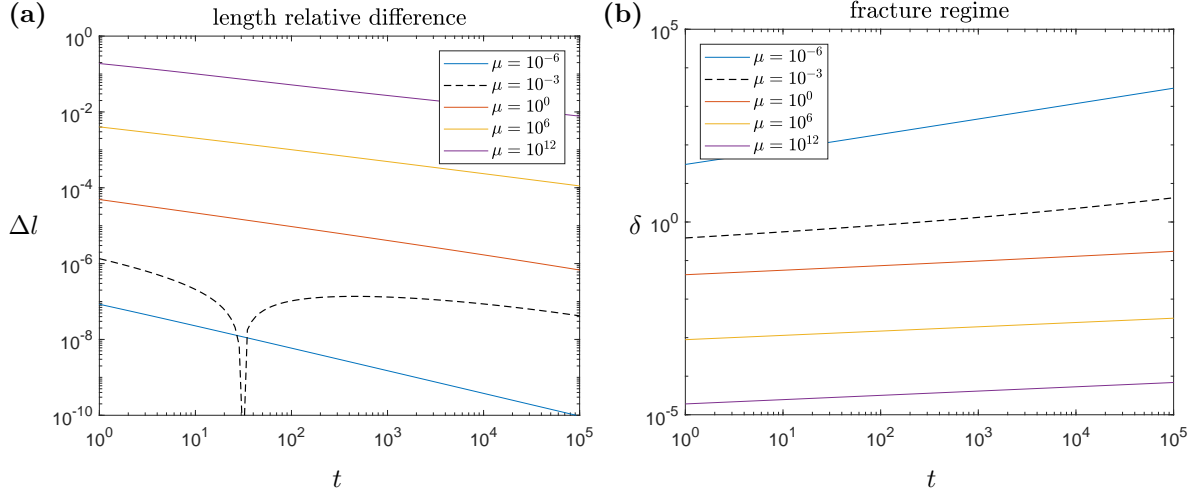 (a)
length relative difference
10^0
10^{-2}
10^{-4}
10^{-6}
10^{-8}
10^{-10}
Δl
μ = 10^{-6}
μ = 10^{-3}
μ = 10^0
μ = 10^6
μ = 10^{12}
10^0 10^1 10^2 10^3 10^4 10^5
t
(b)
fracture regime
10^5
10^0
10^{-5}
δ
μ = 10^{-6}
μ = 10^{-3}
μ = 10^0
μ = 10^6
μ = 10^{12}
10^0 10^1 10^2 10^3 10^4 10^5
t